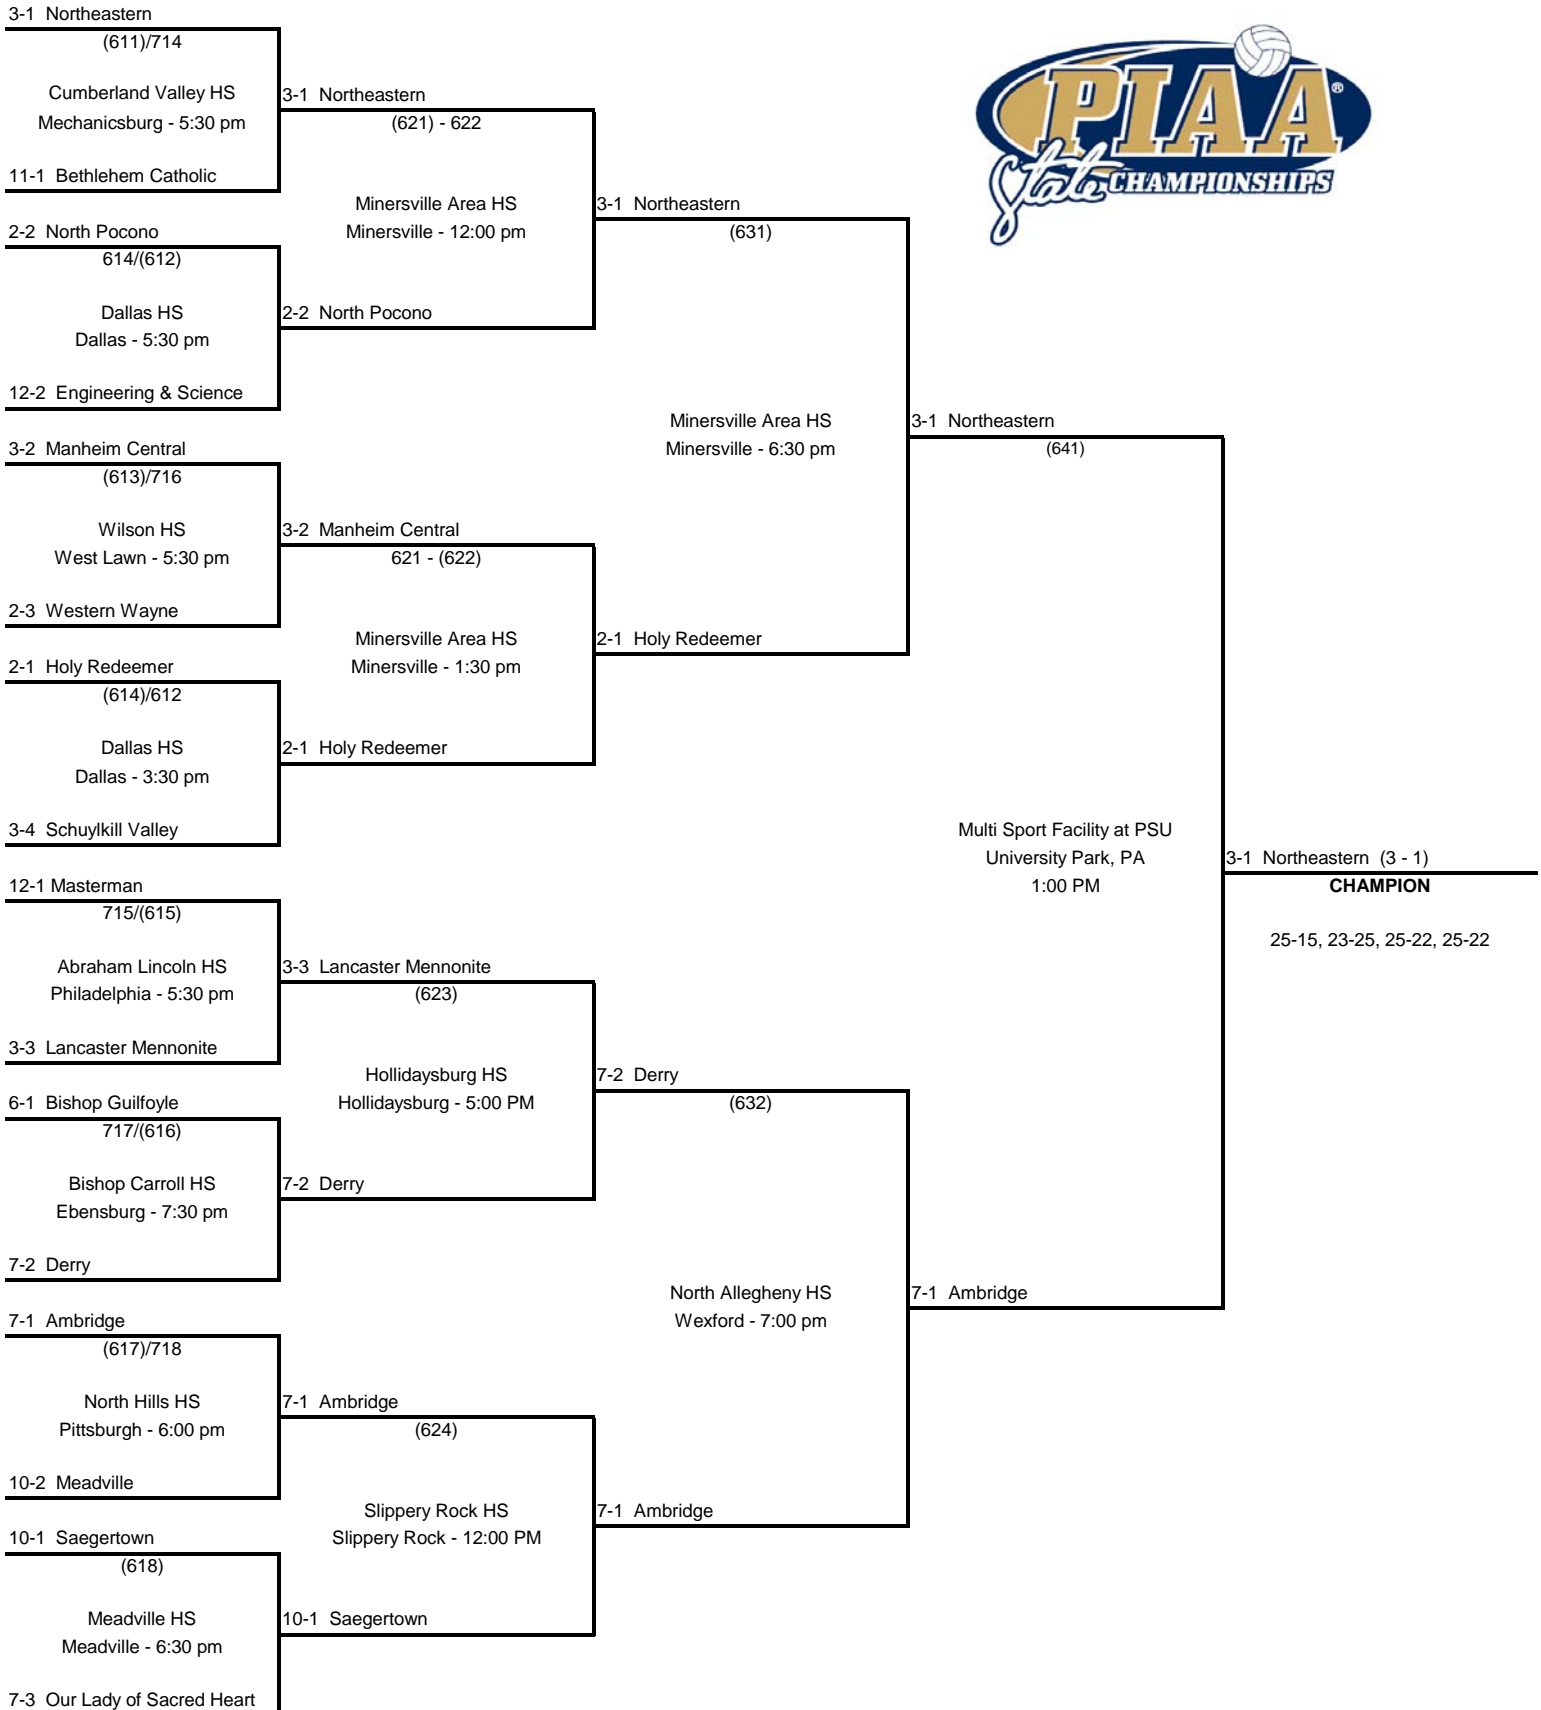 3-1 Northeastern
(611)/714
Cumberland Valley HS
Mechanicsburg - 5:30 pm
11-1 Bethlehem Catholic
2-2 North Pocono
614/(612)
Dallas HS
Dallas - 5:30 pm
12-2 Engineering & Science
3-2 Manheim Central
(613)/716
Wilson HS
West Lawn - 5:30 pm
2-3 Western Wayne
2-1 Holy Redeemer
(614)/612
Dallas HS
Dallas - 3:30 pm
3-4 Schuylkill Valley
12-1 Masterman
715/(615)
Abraham Lincoln HS
Philadelphia - 5:30 pm
3-3 Lancaster Mennonite
6-1 Bishop Guilfoyle
717/(616)
Bishop Carroll HS
Ebensburg - 7:30 pm
7-2 Derry
7-1 Ambridge
(617)/718
North Hills HS
Pittsburgh - 6:00 pm
10-2 Meadville
10-1 Saegertown
(618)
Meadville HS
Meadville - 6:30 pm
7-3 Our Lady of Sacred Heart
3-1 Northeastern
(621) - 622
Minersville Area HS
Minersville - 12:00 pm
2-2 North Pocono
3-2 Manheim Central
621 - (622)
Minersville Area HS
Minersville - 1:30 pm
2-1 Holy Redeemer
3-3 Lancaster Mennonite
(623)
Hollidaysburg HS
Hollidaysburg - 5:00 PM
7-2 Derry
7-1 Ambridge
(624)
Slippery Rock HS
Slippery Rock - 12:00 PM
10-1 Saegertown
3-1 Northeastern
(631)
Minersville Area HS
Minersville - 6:30 pm
2-1 Holy Redeemer
7-2 Derry
(632)
North Allegheny HS
Wexford - 7:00 pm
7-1 Ambridge
PIAA®
State CHAMPIONSHIPS
3-1 Northeastern
(641)
Multi Sport Facility at PSU
University Park, PA
1:00 PM
7-1 Ambridge
3-1 Northeastern (3 - 1)
CHAMPION
25-15, 23-25, 25-22, 25-22